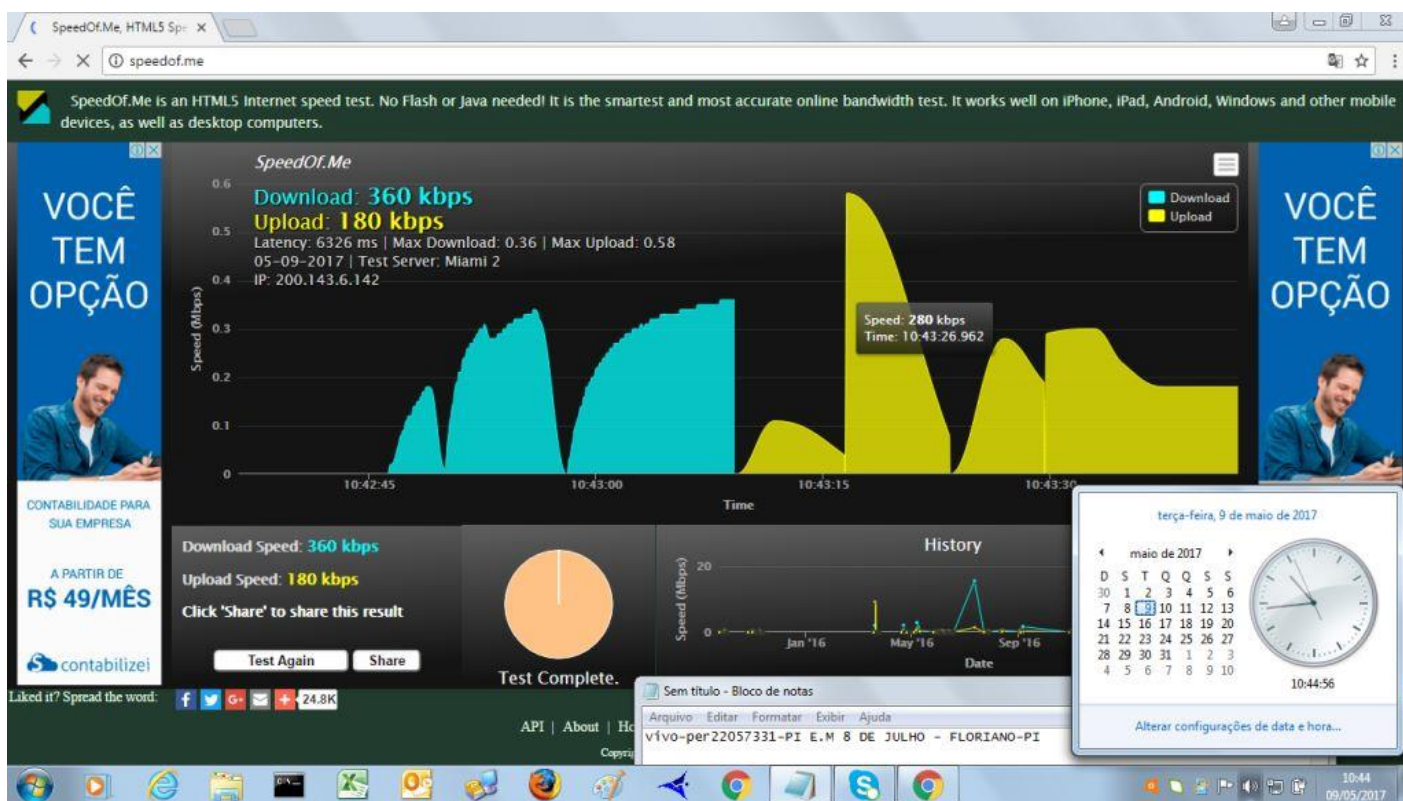 SpeedOf.Me, HTML5 Spe
speedof.me
SpeedOf.Me is an HTML5 Internet speed test. No Flash or Java needed! It is the smartest and most accurate online bandwidth test. It works well on iPhone, iPad, Android, Windows and other mobile
devices, as well as desktop computers.
VOCÊ
TEM
OPÇÃO
CONTABILIDADE PARA
SUA EMPRESA
A PARTIR DE
R$ 49/MÊS
contabilizei
SpeedOf.Me
Download: 360 kbps
Upload: 180 kbps
Latency: 6326 ms | Max Download: 0.36 | Max Upload: 0.58
05-09-2017 | Test Server: Miami 2
IP: 200.143.6.142
Download
Upload
Speed (Mbps)
0.6
0.5
0.4
0.3
0.2
0.1
0
Speed: 280 kbps
Time: 10:43:26.962
10:42:45
10:43:00
10:43:15
10:43:30
Time
VOCÊ
TEM
OPÇÃO
Download Speed: 360 kbps
Upload Speed: 180 kbps
Click 'Share' to share this result
Test Again
Share
Test Complete.
History
Speed (Mbps)
20
0
Jan '16
May '16
Sep '16
Date
terça-feira, 9 de maio de 2017
maio de 2017
D S T Q Q S S
30 1 2 3 4 5 6
7 8 9 10 11 12 13
14 15 16 17 18 19 20
21 22 23 24 25 26 27
28 29 30 31 1 2 3
4 5 6 7 8 9 10
10:44:56
Alterar configurações de data e hora...
Liked it? Spread the word:
24.8K
API | About | Ho
Copyri
Sem título - Bloco de notas
Arquivo Editar Formatar Exibir Ajuda
vivo-per22057331-PI E.M 8 DE JULHO - FLORIANO-PI
10:44
09/05/2017